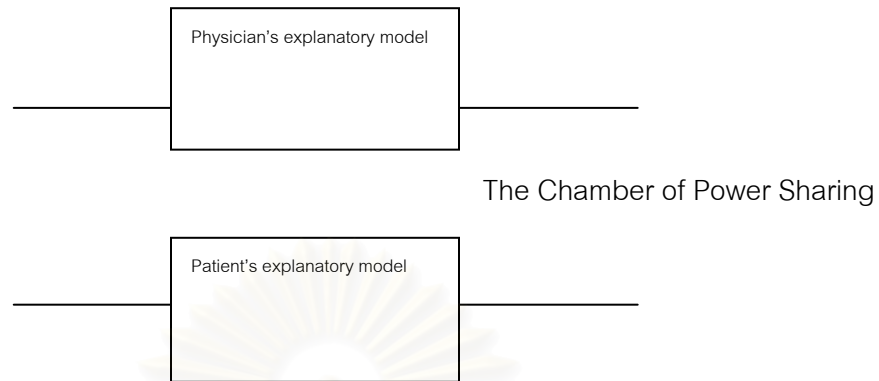 Physician’s explanatory model
The Chamber of Power Sharing
Patient’s explanatory model